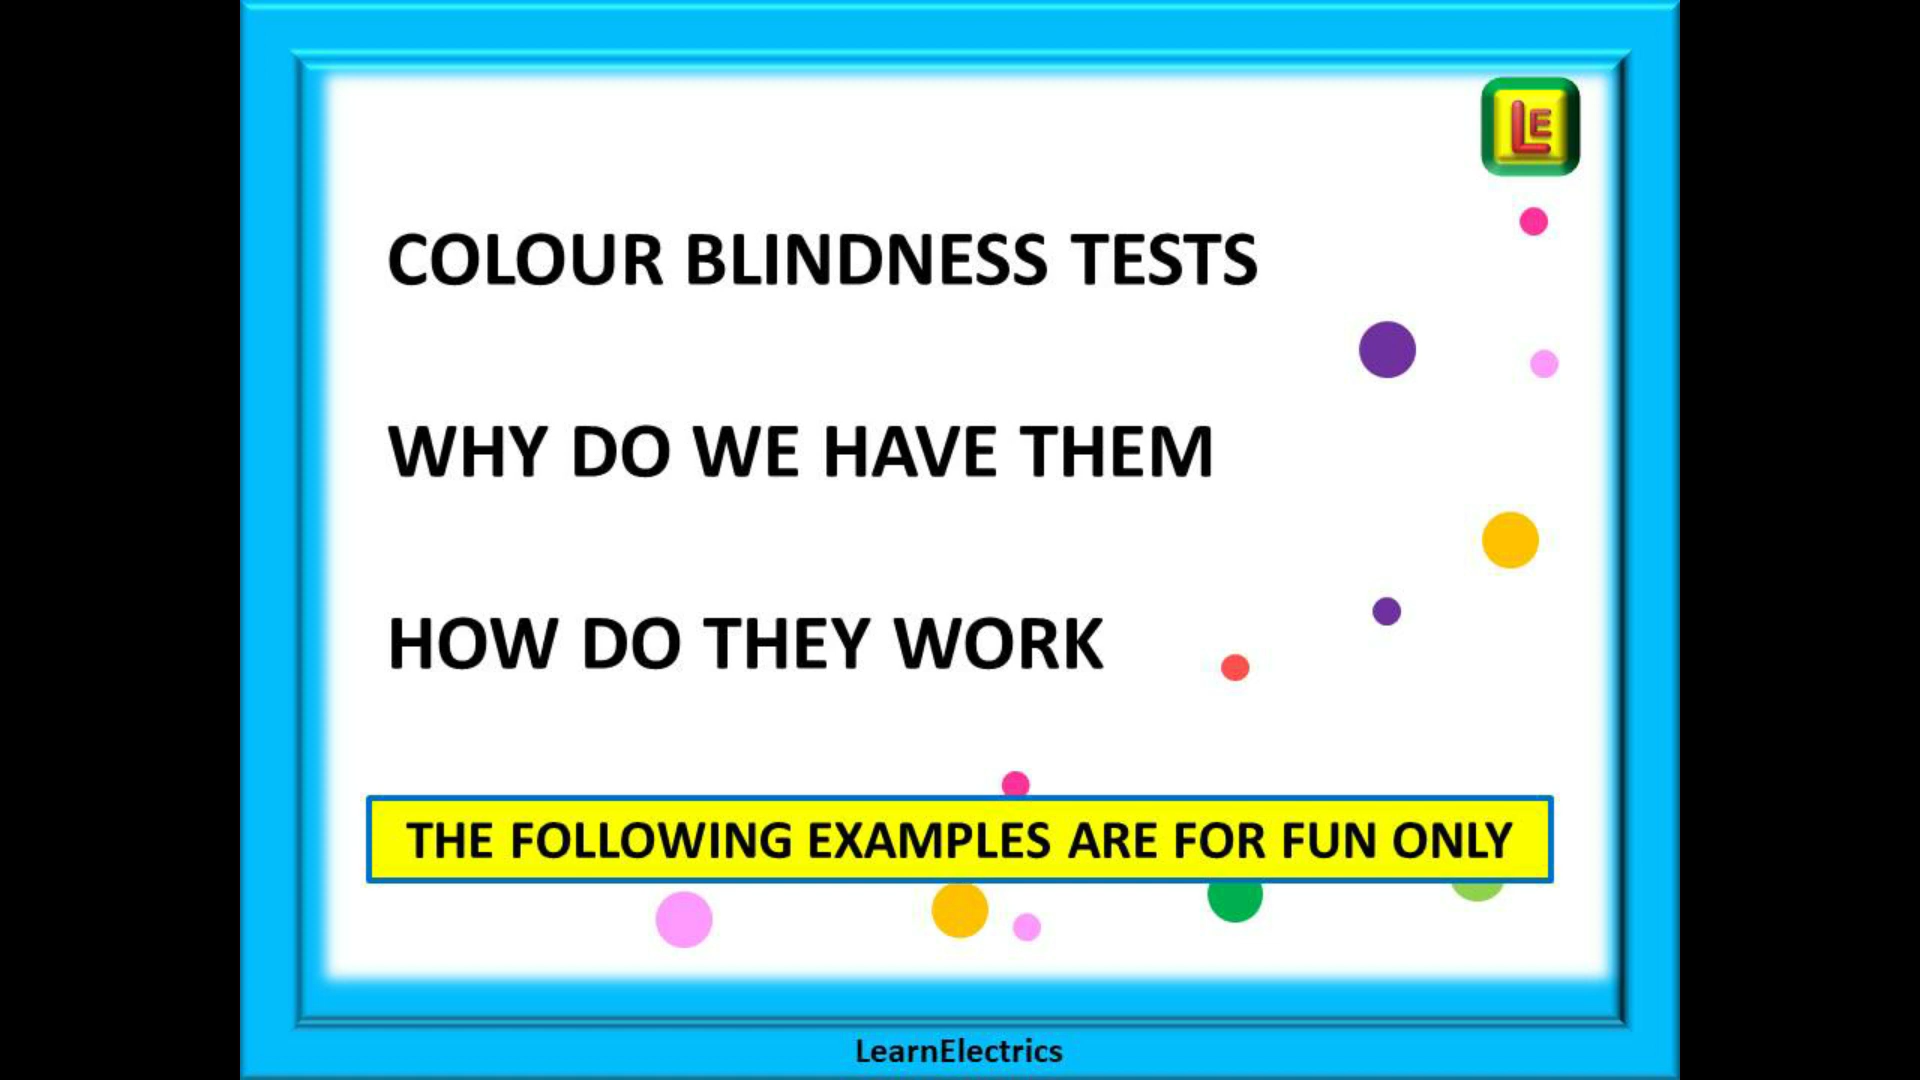 LE
COLOUR BLINDNESS TESTS
WHY DO WE HAVE THEM
HOW DO THEY WORK
THE FOLLOWING EXAMPLES ARE FOR FUN ONLY
LearnElectrics